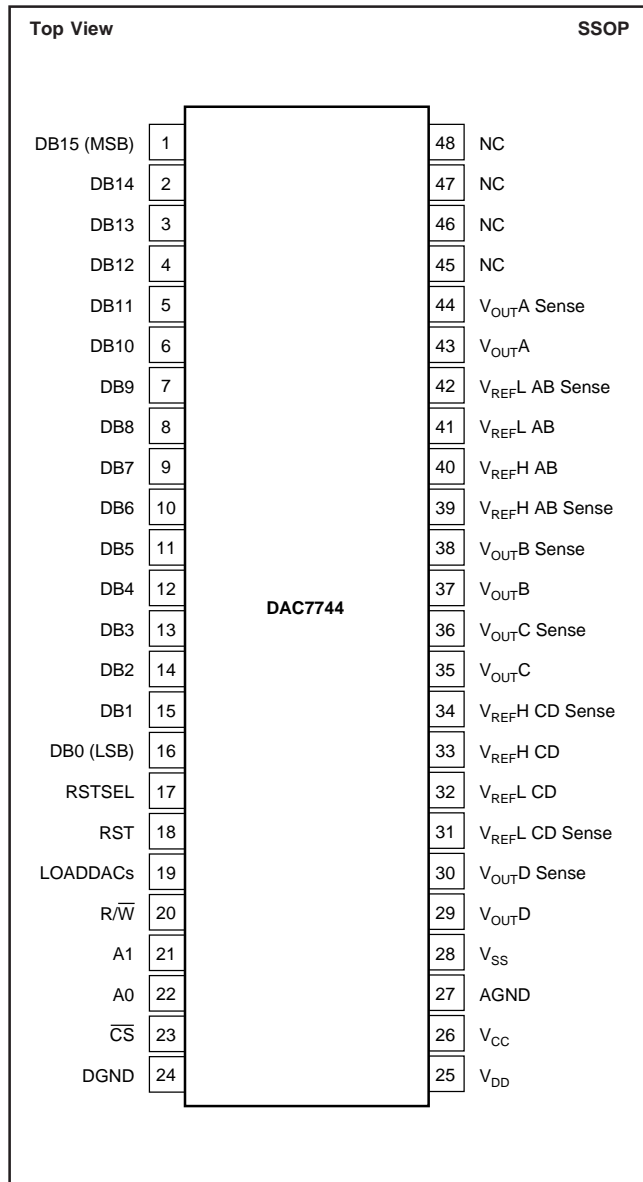 Top View SSOP
DB15 (MSB) 1 48 NC
DB14 2 47 NC
DB13 3 46 NC
DB12 4 45 NC
DB11 5 44 VOUTA Sense
DB10 6 43 VOUTA
DB9 7 42 VREFL AB Sense
DB8 8 41 VREFL AB
DB7 9 40 VREFH AB
DB6 10 39 VREFH AB Sense
DB5 11 38 VOUTB Sense
DB4 12 37 VOUTB
DAC7744
DB3 13 36 VOUTC Sense
DB2 14 35 VOUTC
DB1 15 34 VREFH CD Sense
DB0 (LSB) 16 33 VREFH CD
RSTSEL 17 32 VREFL CD
RST 18 31 VREFL CD Sense
LOADDACs 19 30 VOUTD Sense
R/W̅ 20 29 VOUTD
A1 21 28 VSS
A0 22 27 AGND
C̅S̅ 23 26 VCC
DGND 24 25 VDD